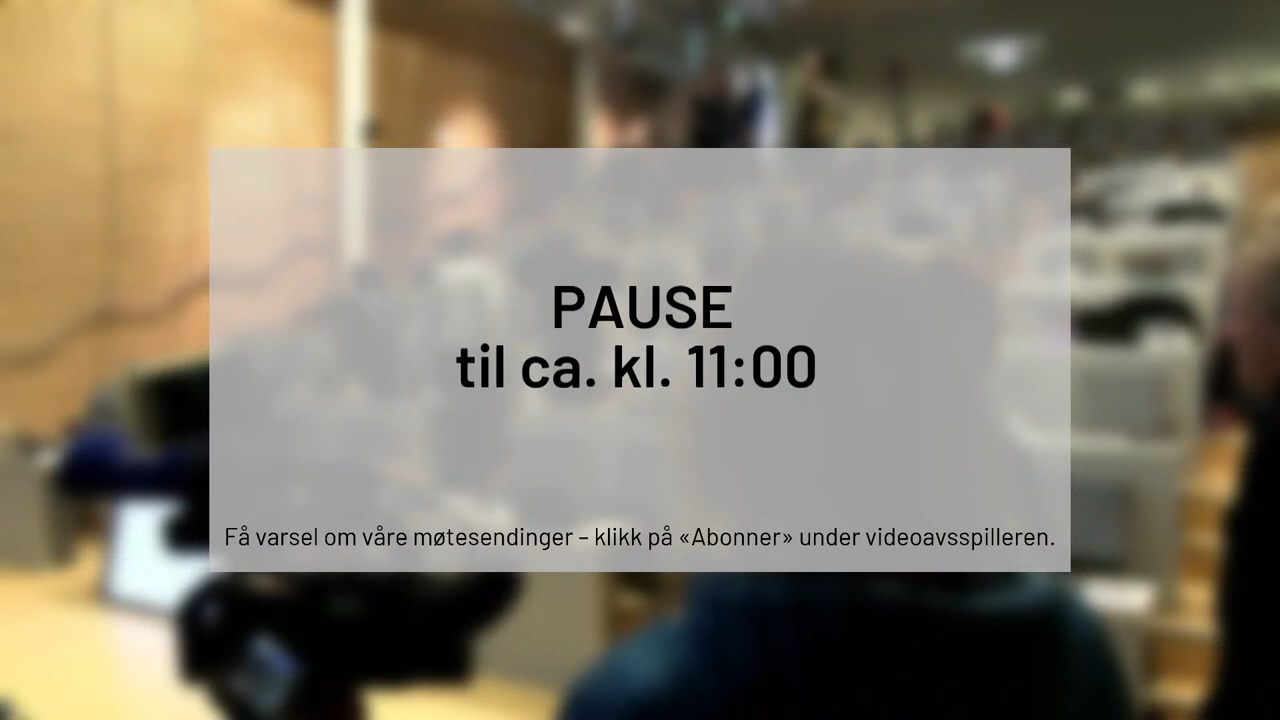 PAUSE
til ca. kl. 11:00
Få varsel om våre møtesendinger – klikk på «Abonner» under videoavsspilleren.